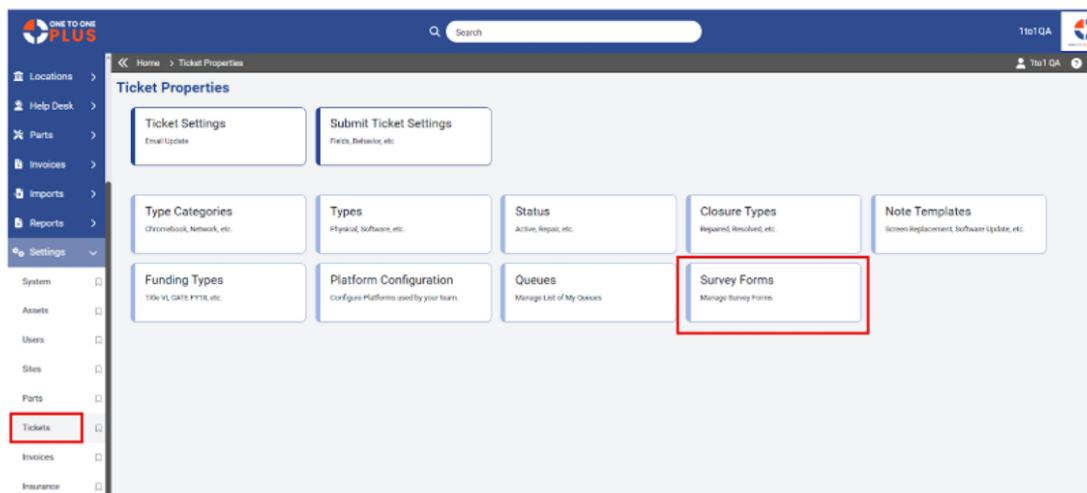 ONE TO ONE
PLUS
Search
1to1 QA
Home > Ticket Properties
1to1 QA
Locations
Help Desk
Parts
Invoices
Imports
Reports
Settings
System
Assets
Users
Sites
Parts
Tickets
Invoices
Insurance
Ticket Properties
Ticket Settings
Email Update
Submit Ticket Settings
Fields, Behavior, etc
Type Categories
Chromebook, Network, etc.
Types
Physical, Software, etc.
Status
Active, Repair, etc.
Closure Types
Repaired, Resolved, etc.
Note Templates
Screen Replacement, Software Update, etc.
Funding Types
Title VI, GATE FY18, etc.
Platform Configuration
Configure Platforms used by your team.
Queues
Manage List of My Queues
Survey Forms
Manage Survey Forms